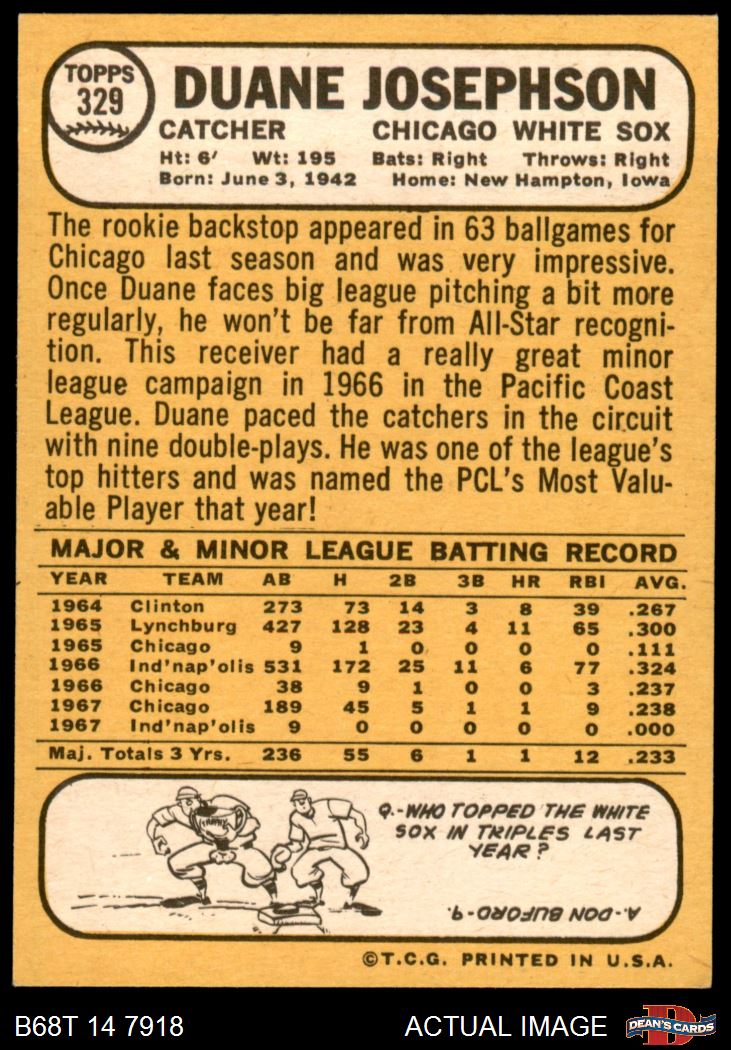 TOPPS
329
DUANE JOSEPHSON
CATCHER CHICAGO WHITE SOX
Ht: 6' Wt: 195 Bats: Right Throws: Right
Born: June 3, 1942 Home: New Hampton, Iowa
The rookie backstop appeared in 63 ballgames for
Chicago last season and was very impressive.
Once Duane faces big league pitching a bit more
regularly, he won't be far from All-Star recogni-
tion. This receiver had a really great minor
league campaign in 1966 in the Pacific Coast
League. Duane paced the catchers in the circuit
with nine double-plays. He was one of the league's
top hitters and was named the PCL's Most Valu-
able Player that year!
MAJOR & MINOR LEAGUE BATTING RECORD
YEAR TEAM AB H 2B 3B HR RBI AVG.
1964 Clinton 273 73 14 3 8 39 .267
1965 Lynchburg 427 128 23 4 11 65 .300
1965 Chicago 9 1 0 0 0 0 .111
1966 Ind'nap'olis 531 172 25 11 6 77 .324
1966 Chicago 38 9 1 0 0 3 .237
1967 Chicago 189 45 5 1 1 9 .238
1967 Ind'nap'olis 9 0 0 0 0 0 .000
Maj. Totals 3 Yrs. 236 55 6 1 1 12 .233
Q.-WHO TOPPED THE WHITE
SOX IN TRIPLES LAST
YEAR?
A.-DON BUFORD-9.
©T.C.G. PRINTED IN U.S.A.
B68T 14 7918 ACTUAL IMAGE
DEAN'S CARDS